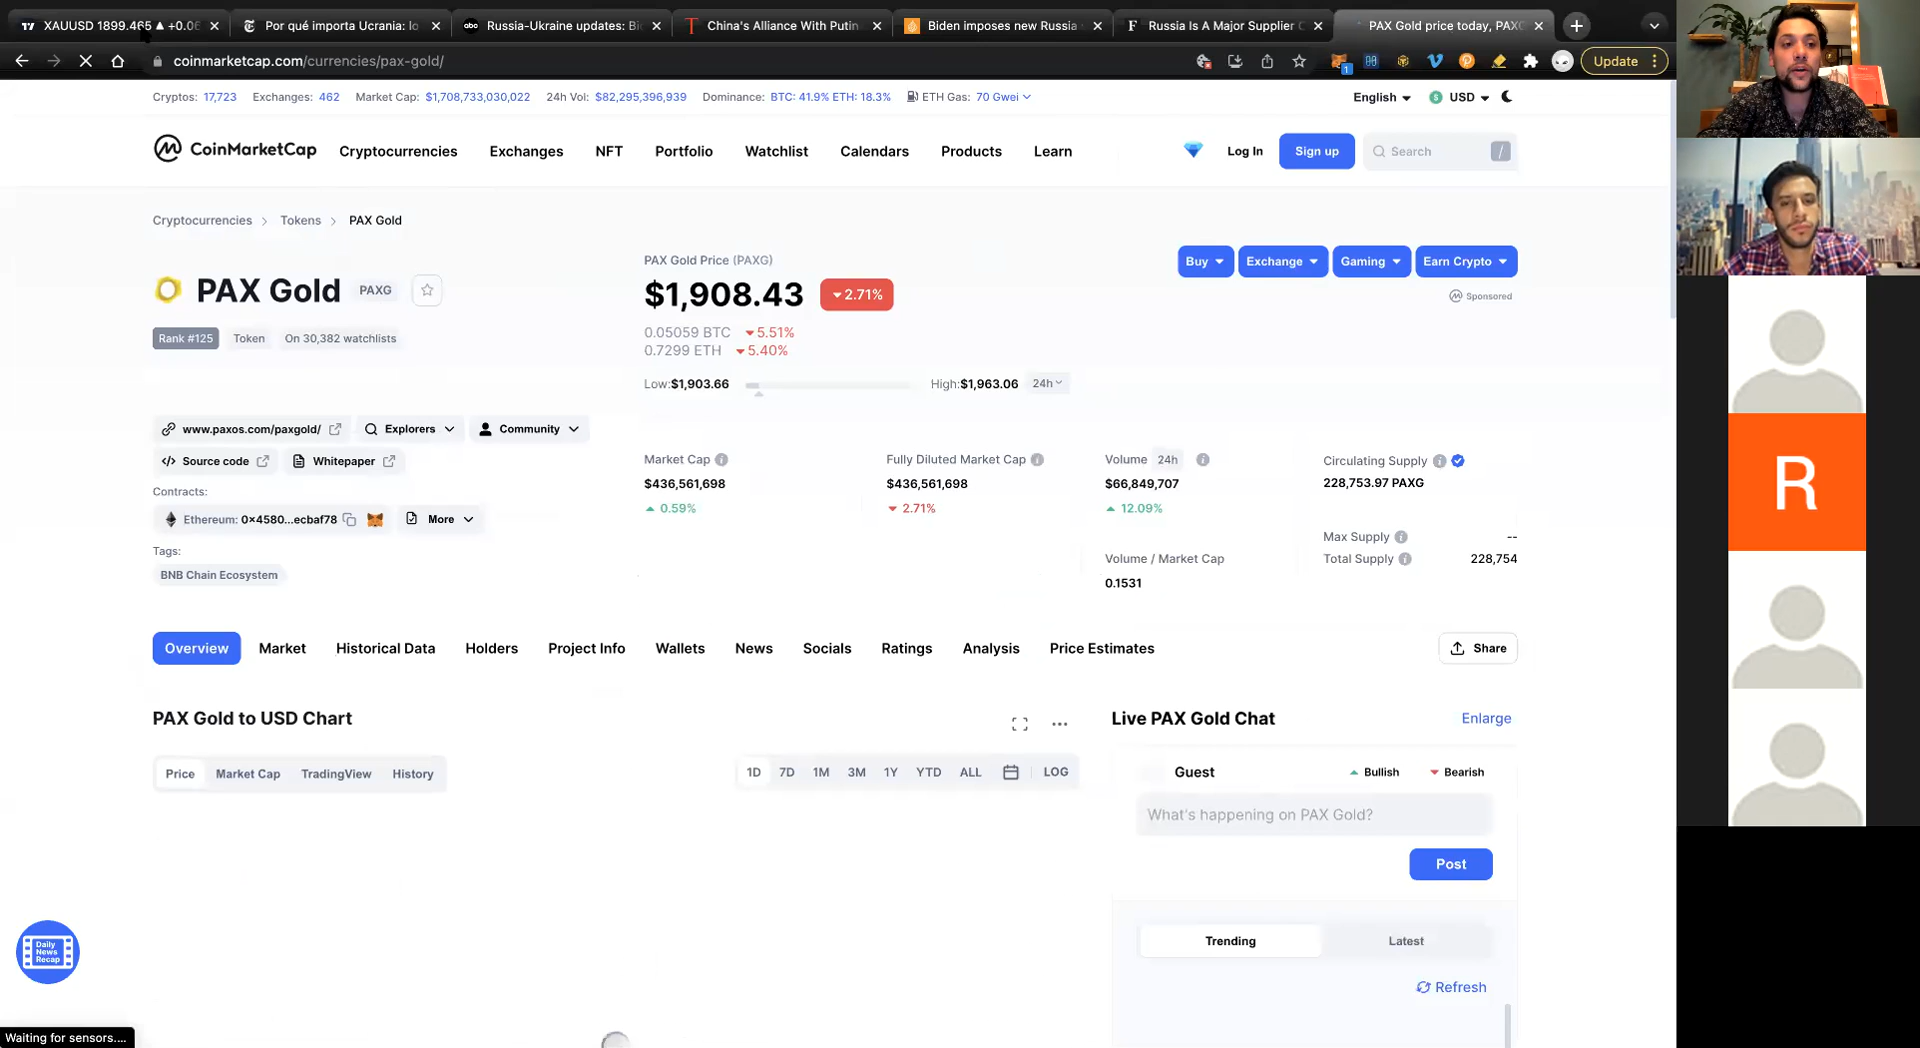 XAUUSD 1899.465 ▲ +0.06
Por qué importa Ucrania: lo
Russia-Ukraine updates: Bi
China's Alliance With Putin
Biden imposes new Russia
Russia Is A Major Supplier
PAX Gold price today, PAXG
coinmarketcap.com/currencies/pax-gold/
1
Update
Cryptos: 17,723 Exchanges: 462 Market Cap: $1,708,733,030,022 24h Vol: $82,295,396,939 Dominance: BTC: 41.9% ETH: 18.3% ETH Gas: 70 Gwei
English USD
CoinMarketCap Cryptocurrencies Exchanges NFT Portfolio Watchlist Calendars Products Learn
Log In Sign up Search /
Cryptocurrencies > Tokens > PAX Gold
PAX Gold PAXG
Rank #125 Token On 30,382 watchlists
PAX Gold Price (PAXG)
$1,908.43 2.71%
0.05059 BTC 5.51%
0.7299 ETH 5.40%
Low:$1,903.66 High:$1,963.06 24h
Buy Exchange Gaming Earn Crypto
Sponsored
www.paxos.com/paxgold/ Explorers Community
Source code Whitepaper
Contracts:
Ethereum: 0x4580...ecbaf78 More
Tags:
BNB Chain Ecosystem
Market Cap
$436,561,698
0.59%
Fully Diluted Market Cap
$436,561,698
2.71%
Volume 24h
$66,849,707
12.09%
Volume / Market Cap
0.1531
Circulating Supply
228,753.97 PAXG
Max Supply --
Total Supply 228,754
Overview Market Historical Data Holders Project Info Wallets News Socials Ratings Analysis Price Estimates
Share
PAX Gold to USD Chart
Price Market Cap TradingView History
1D 7D 1M 3M 1Y YTD ALL LOG
Live PAX Gold Chat Enlarge
Guest Bullish Bearish
What's happening on PAX Gold?
Post
Trending Latest
Refresh
Daily
News
Recap
Waiting for sensors....
R